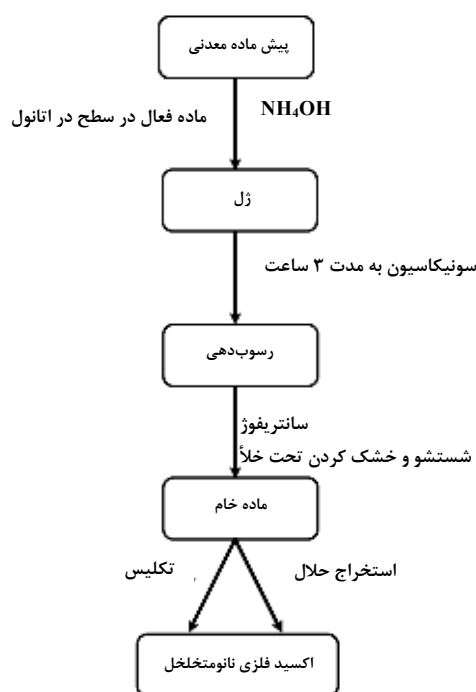 پیش ماده معدنی
NH₄OH
ماده فعال در سطح در اتانول
ژل
سونیکاسیون به مدت ۳ ساعت
رسوب‌دهی
سانتریفوژ
شستشو و خشک کردن تحت خلأ
ماده خام
استخراج حلال
تکلیس
اکسید فلزی نانومتخلخل